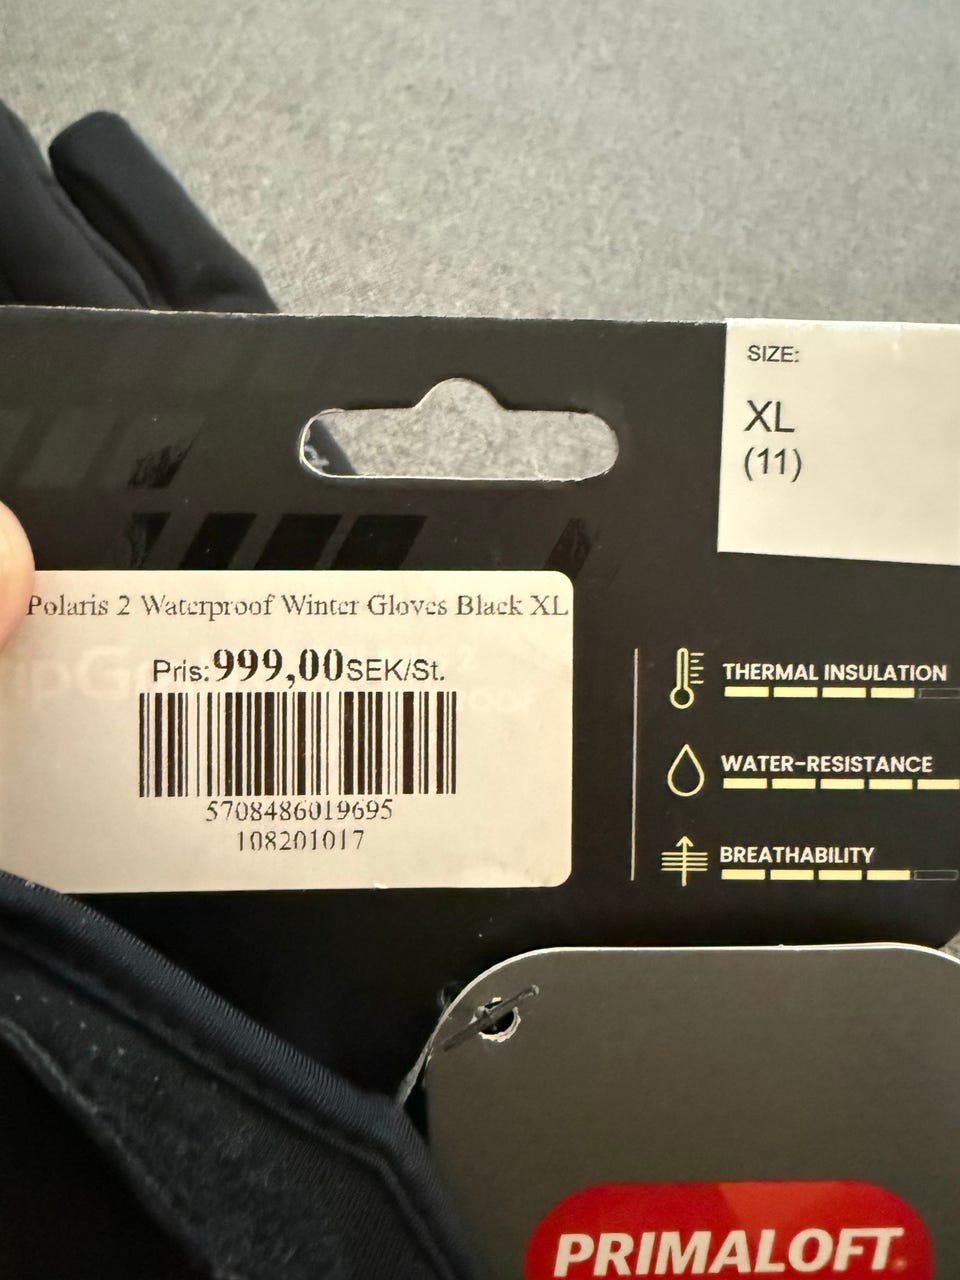 SIZE:
XL
(11)
Polaris 2 Waterproof Winter Gloves Black XL
Pris:999,00SEK/St.
5708486019695
108201017
THERMAL INSULATION
WATER-RESISTANCE
BREATHABILITY
PRIMALOFT